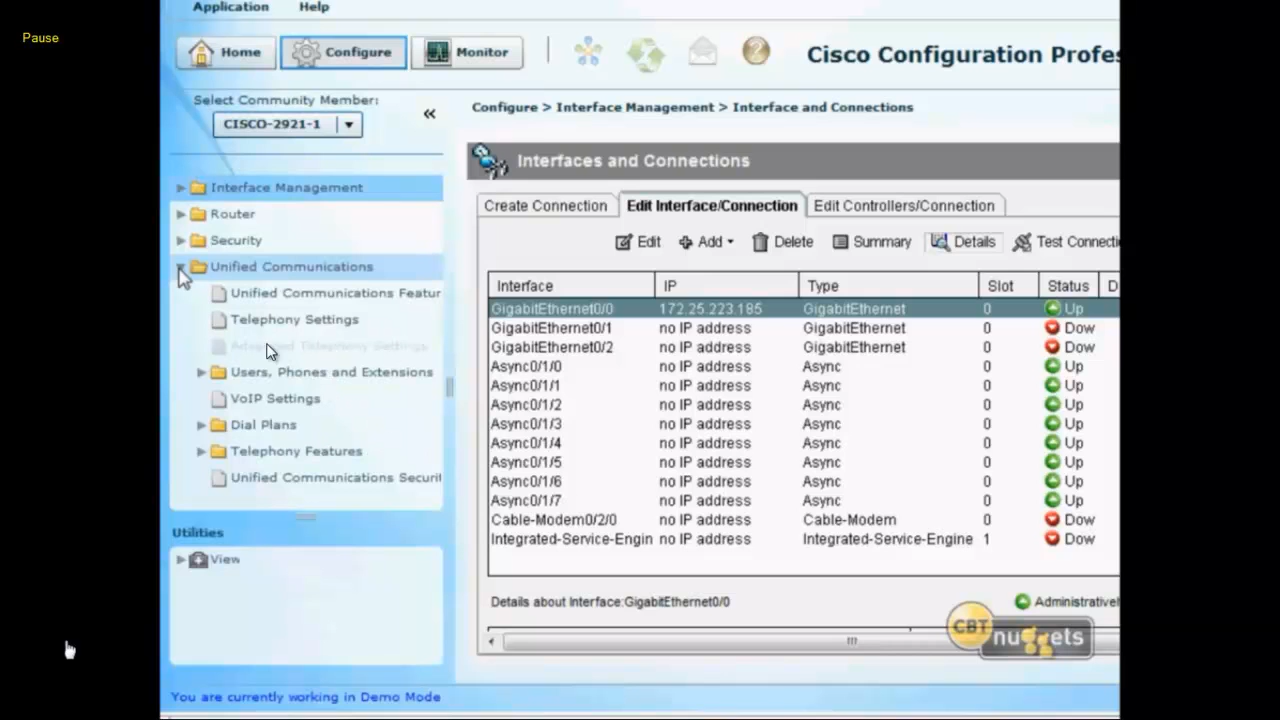 Pause
Application Help
Home Configure Monitor
Cisco Configuration Profes
Select Community Member:
CISCO-2921-1
Configure > Interface Management > Interface and Connections
Interfaces and Connections
Create Connection Edit Interface/Connection Edit Controllers/Connection
Edit Add Delete Summary Details Test Connecti
Interface Management
Router
Security
Unified Communications
Unified Communications Featur
Telephony Settings
Advanced Telephony Settings
Users, Phones and Extensions
VoIP Settings
Dial Plans
Telephony Features
Unified Communications Securit
Utilities
View
Interface IP Type Slot Status D
GigabitEthernet0/0 172.25.223.185 GigabitEthernet 0 Up
GigabitEthernet0/1 no IP address GigabitEthernet 0 Dow
GigabitEthernet0/2 no IP address GigabitEthernet 0 Dow
Async0/1/0 no IP address Async 0 Up
Async0/1/1 no IP address Async 0 Up
Async0/1/2 no IP address Async 0 Up
Async0/1/3 no IP address Async 0 Up
Async0/1/4 no IP address Async 0 Up
Async0/1/5 no IP address Async 0 Up
Async0/1/6 no IP address Async 0 Up
Async0/1/7 no IP address Async 0 Up
Cable-Modem0/2/0 no IP address Cable-Modem 0 Dow
Integrated-Service-Engin no IP address Integrated-Service-Engine 1 Dow
Details about Interface:GigabitEthernet0/0 Administrativel
CBT nuggets
You are currently working in Demo Mode